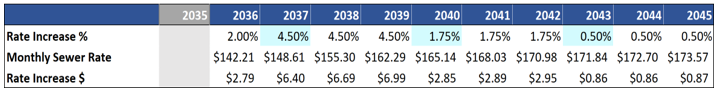 2035 2036 2037 2038 2039 2040 2041 2042 2043 2044 2045
Rate Increase % 2.00% 4.50% 4.50% 4.50% 1.75% 1.75% 1.75% 0.50% 0.50% 0.50%
Monthly Sewer Rate $142.21 $148.61 $155.30 $162.29 $165.14 $168.03 $170.98 $171.84 $172.70 $173.57
Rate Increase $ $2.79 $6.40 $6.69 $6.99 $2.85 $2.89 $2.95 $0.86 $0.86 $0.87